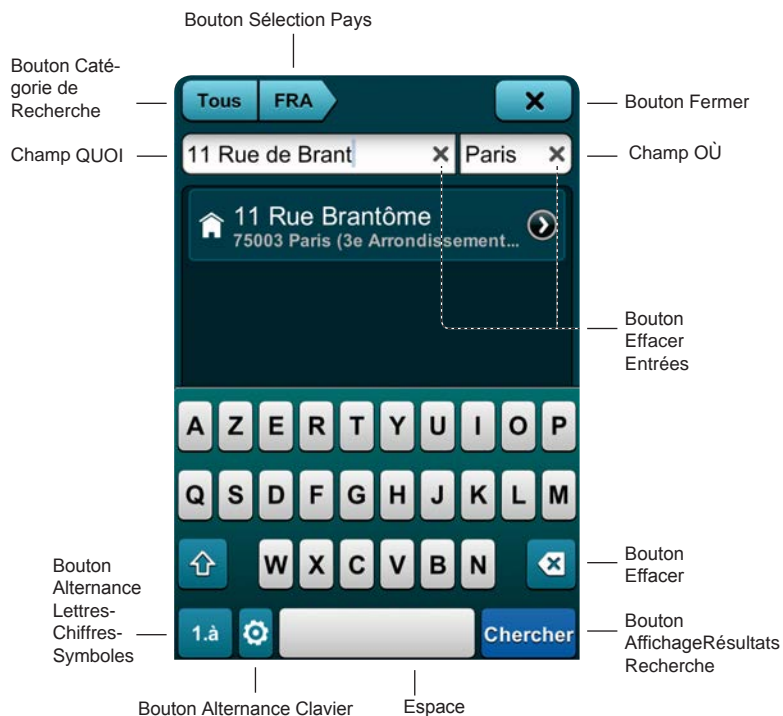 Bouton Sélection Pays
Bouton Caté-
gorie de
Recherche
Tous FRA
Bouton Fermer
Champ QUOI
11 Rue de Brant
Paris
Champ OÙ
11 Rue Brantôme
75003 Paris (3e Arrondissement...
Bouton
Effacer
Entrées
A Z E R T Y U I O P
Q S D F G H J K L M
W X C V B N
Bouton
Effacer
Bouton
Alternance
Lettres-
Chiffres-
Symboles
1.à
Chercher
Bouton
AffichageRésultats
Recherche
Bouton Alternance Clavier
Espace